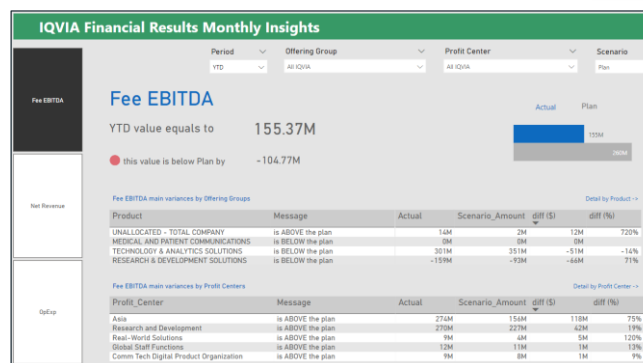 IQVIA Financial Results Monthly Insights
Period Offering Group Profit Center Scenario
YTD All IQVIA All IQVIA Plan
Fee EBITDA
Net Revenue
OpExp
Fee EBITDA
Actual Plan
YTD value equals to 155.37M
155M
260M
this value is below Plan by -104.77M
Fee EBITDA main variances by Offering Groups Detail by Product ->
Product Message Actual Scenario_Amount diff ($) diff (%)
UNALLOCATED - TOTAL COMPANY is ABOVE the plan 14M 2M 12M 720%
MEDICAL AND PATIENT COMMUNICATIONS is BELOW the plan 0M 0M 0M
TECHNOLOGY & ANALYTICS SOLUTIONS is BELOW the plan 301M 351M -51M -14%
RESEARCH & DEVELOPMENT SOLUTIONS is BELOW the plan -159M -93M -66M 71%
Fee EBITDA main variances by Profit Centers Detail by Profit Center ->
Profit_Center Message Actual Scenario_Amount diff ($) diff (%)
Asia is ABOVE the plan 274M 156M 118M 75%
Research and Development is ABOVE the plan 270M 227M 42M 19%
Real-World Solutions is ABOVE the plan 9M 4M 5M 120%
Global Staff Functions is ABOVE the plan 12M 11M 1M 13%
Comm Tech Digital Product Organization is ABOVE the plan 9M 8M 1M 9%